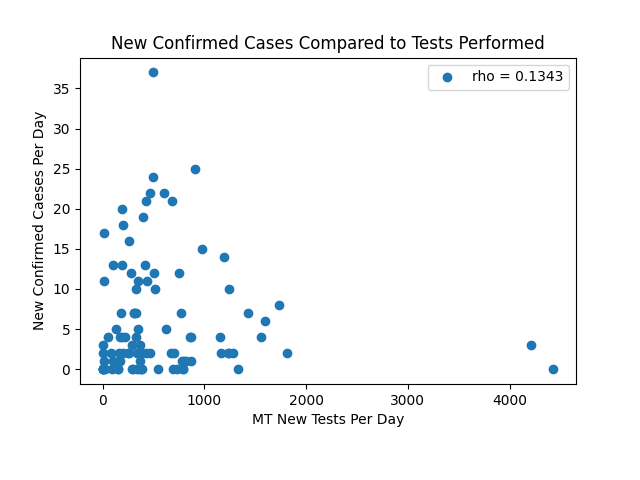 New Confirmed Cases Compared to Tests Performed
rho = 0.1343
New Confirmed Caeses Per Day
35
30
25
20
15
10
5
0
0 1000 2000 3000 4000
MT New Tests Per Day